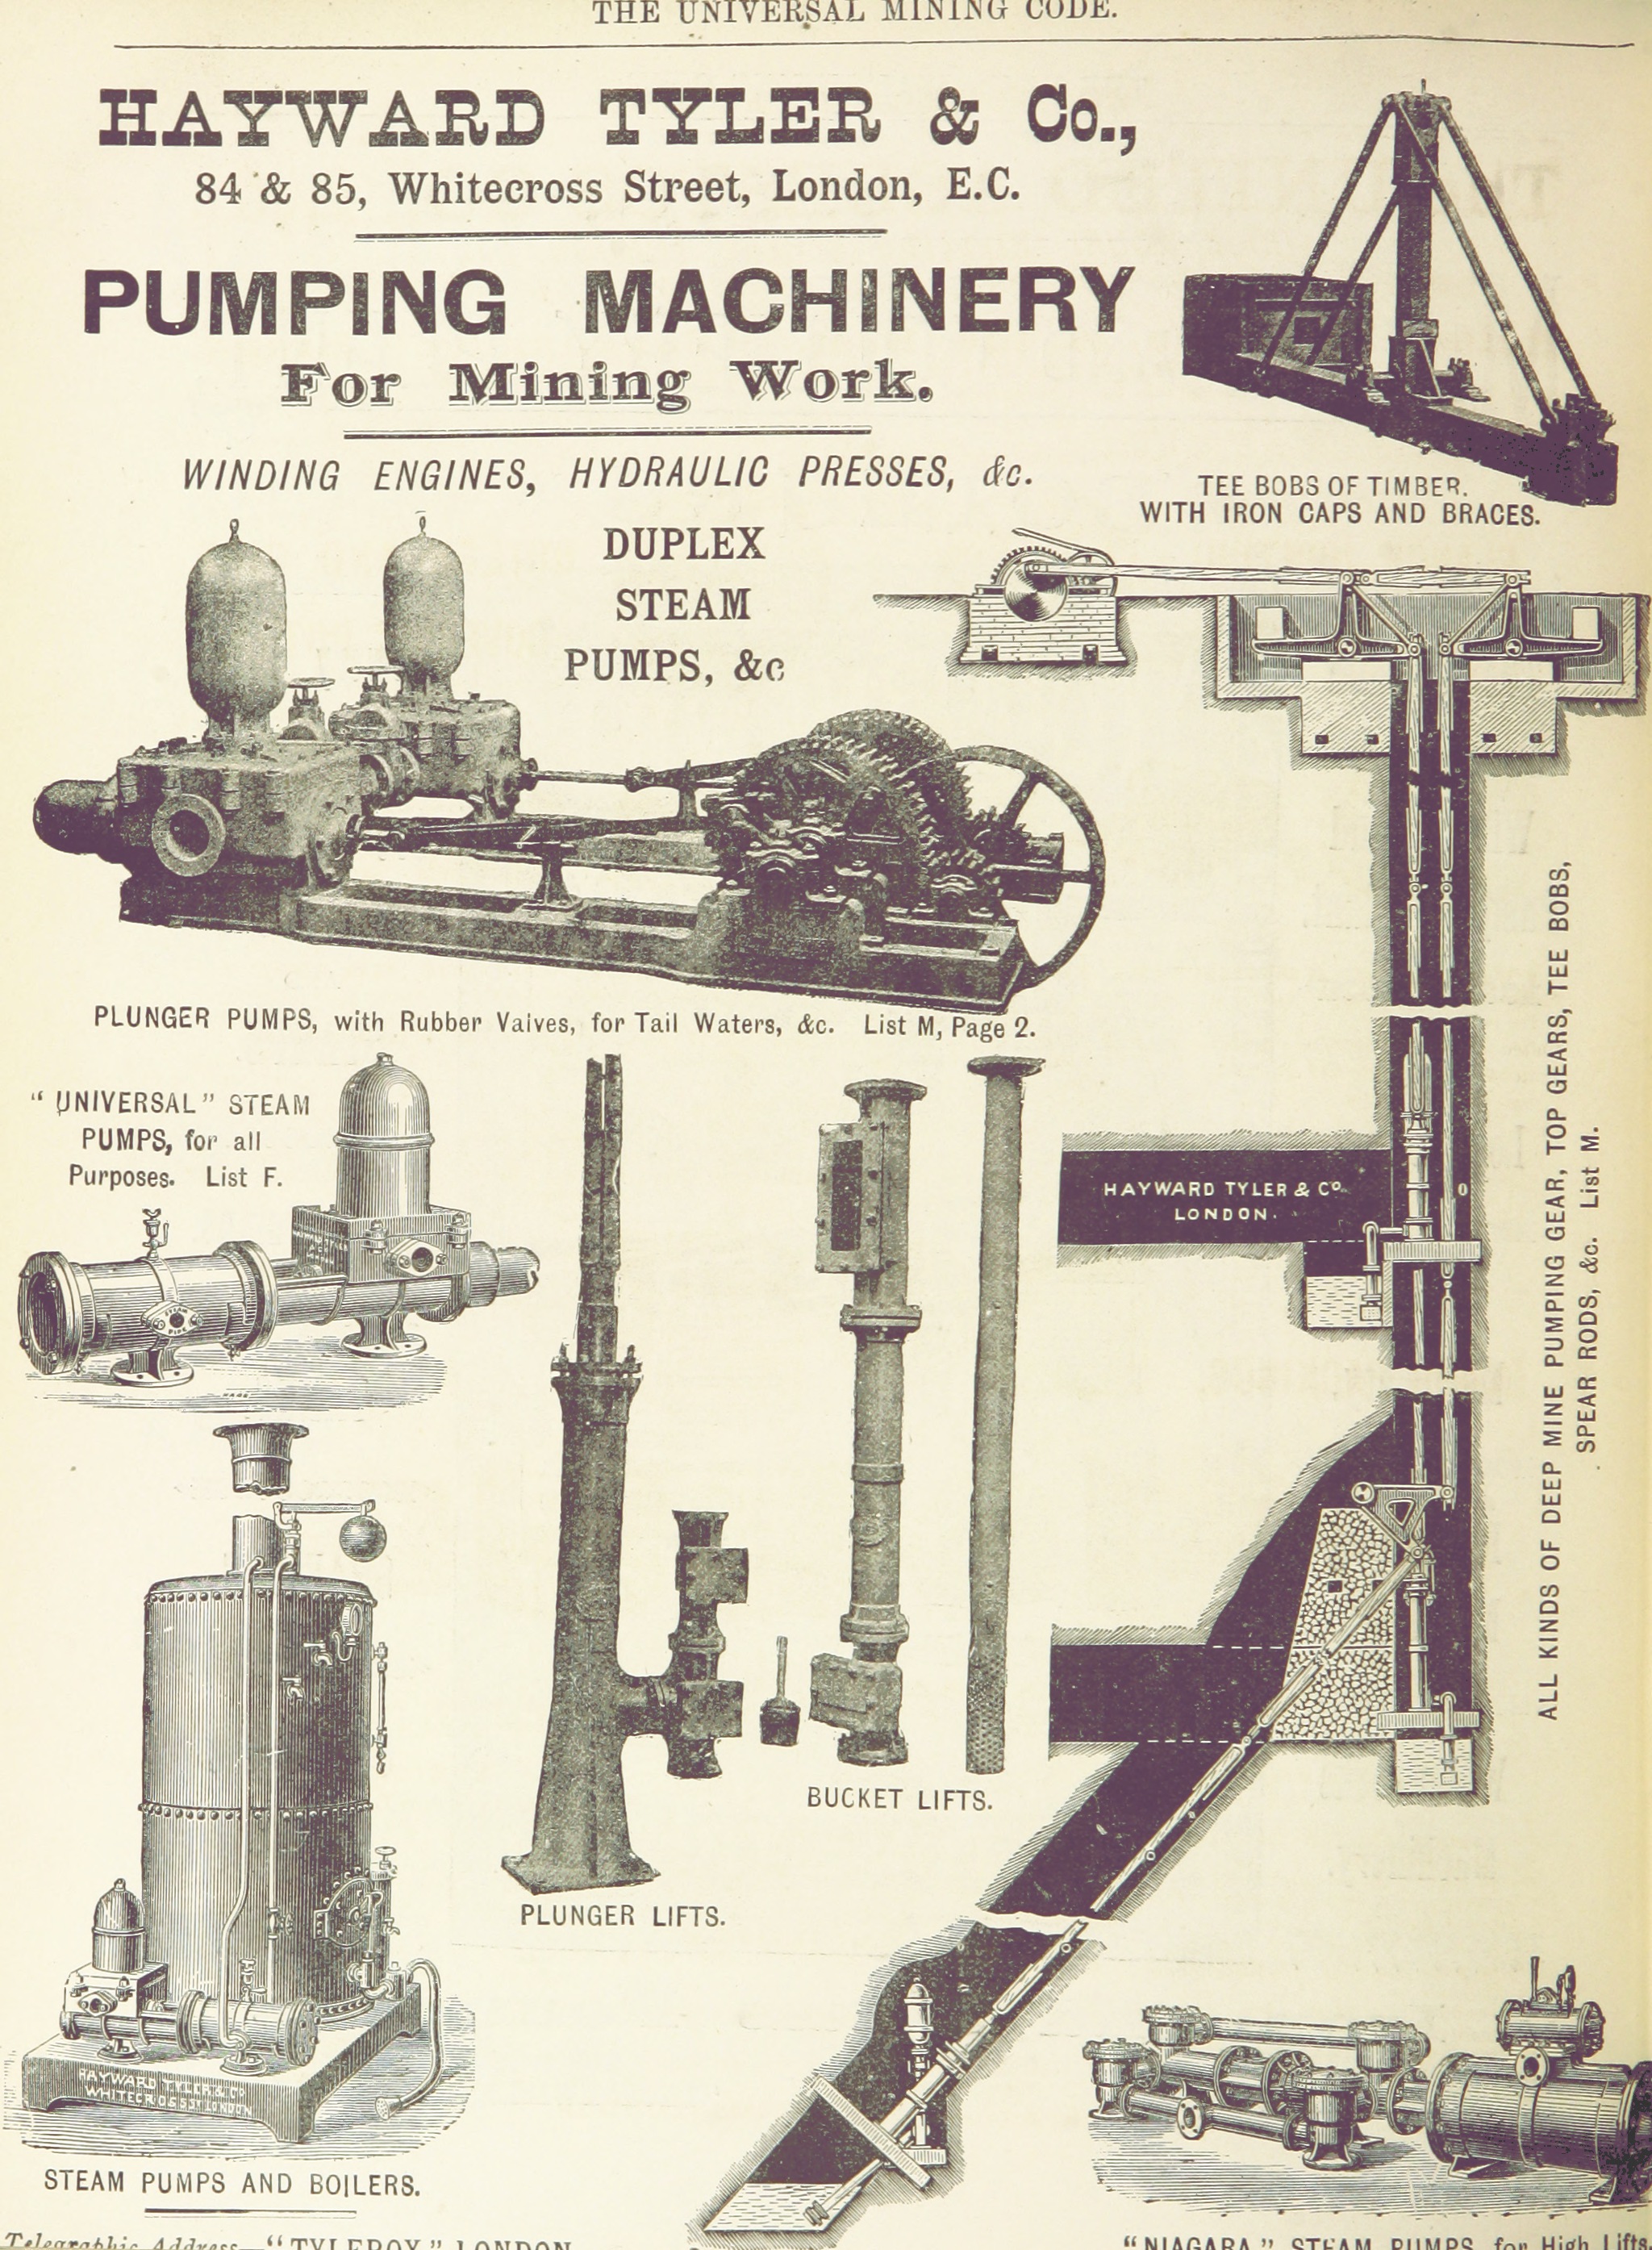 THE UNIVERSAL MINING CODE.
HAYWARD TYLER & Co.,
84 & 85, Whitecross Street, London, E.C.
PUMPING MACHINERY
For Mining Work.
WINDING ENGINES, HYDRAULIC PRESSES, &c.
TEE BOBS OF TIMBER.
WITH IRON CAPS AND BRACES.
DUPLEX
STEAM
PUMPS, &c
PLUNGER PUMPS, with Rubber Valves, for Tail Waters, &c. List M, Page 2.
"UNIVERSAL" STEAM
PUMPS, for all
Purposes. List F.
STEAM
PIPE
HAYWARD TYLER & Co.
LONDON.
ALL KINDS OF DEEP MINE PUMPING GEAR, TOP GEARS, TEE BOBS,
SPEAR RODS, &c. List M.
BUCKET LIFTS.
PLUNGER LIFTS.
HAYWARD TYLER & Co
WHITECROSS ST LONDON
STEAM PUMPS AND BOILERS.
Telegraphic Address—"TYLEROY" LONDON
"NIAGARA" STEAM PUMPS, for High Lifts